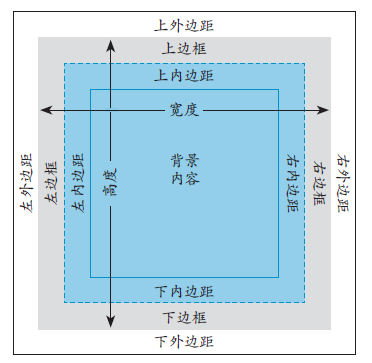 上外边距
上边框
上内边距
宽度
左外边距
左边框
左内边距
高度
背景
内容
右内边距
右边框
右外边距
下内边距
下边框
下外边距